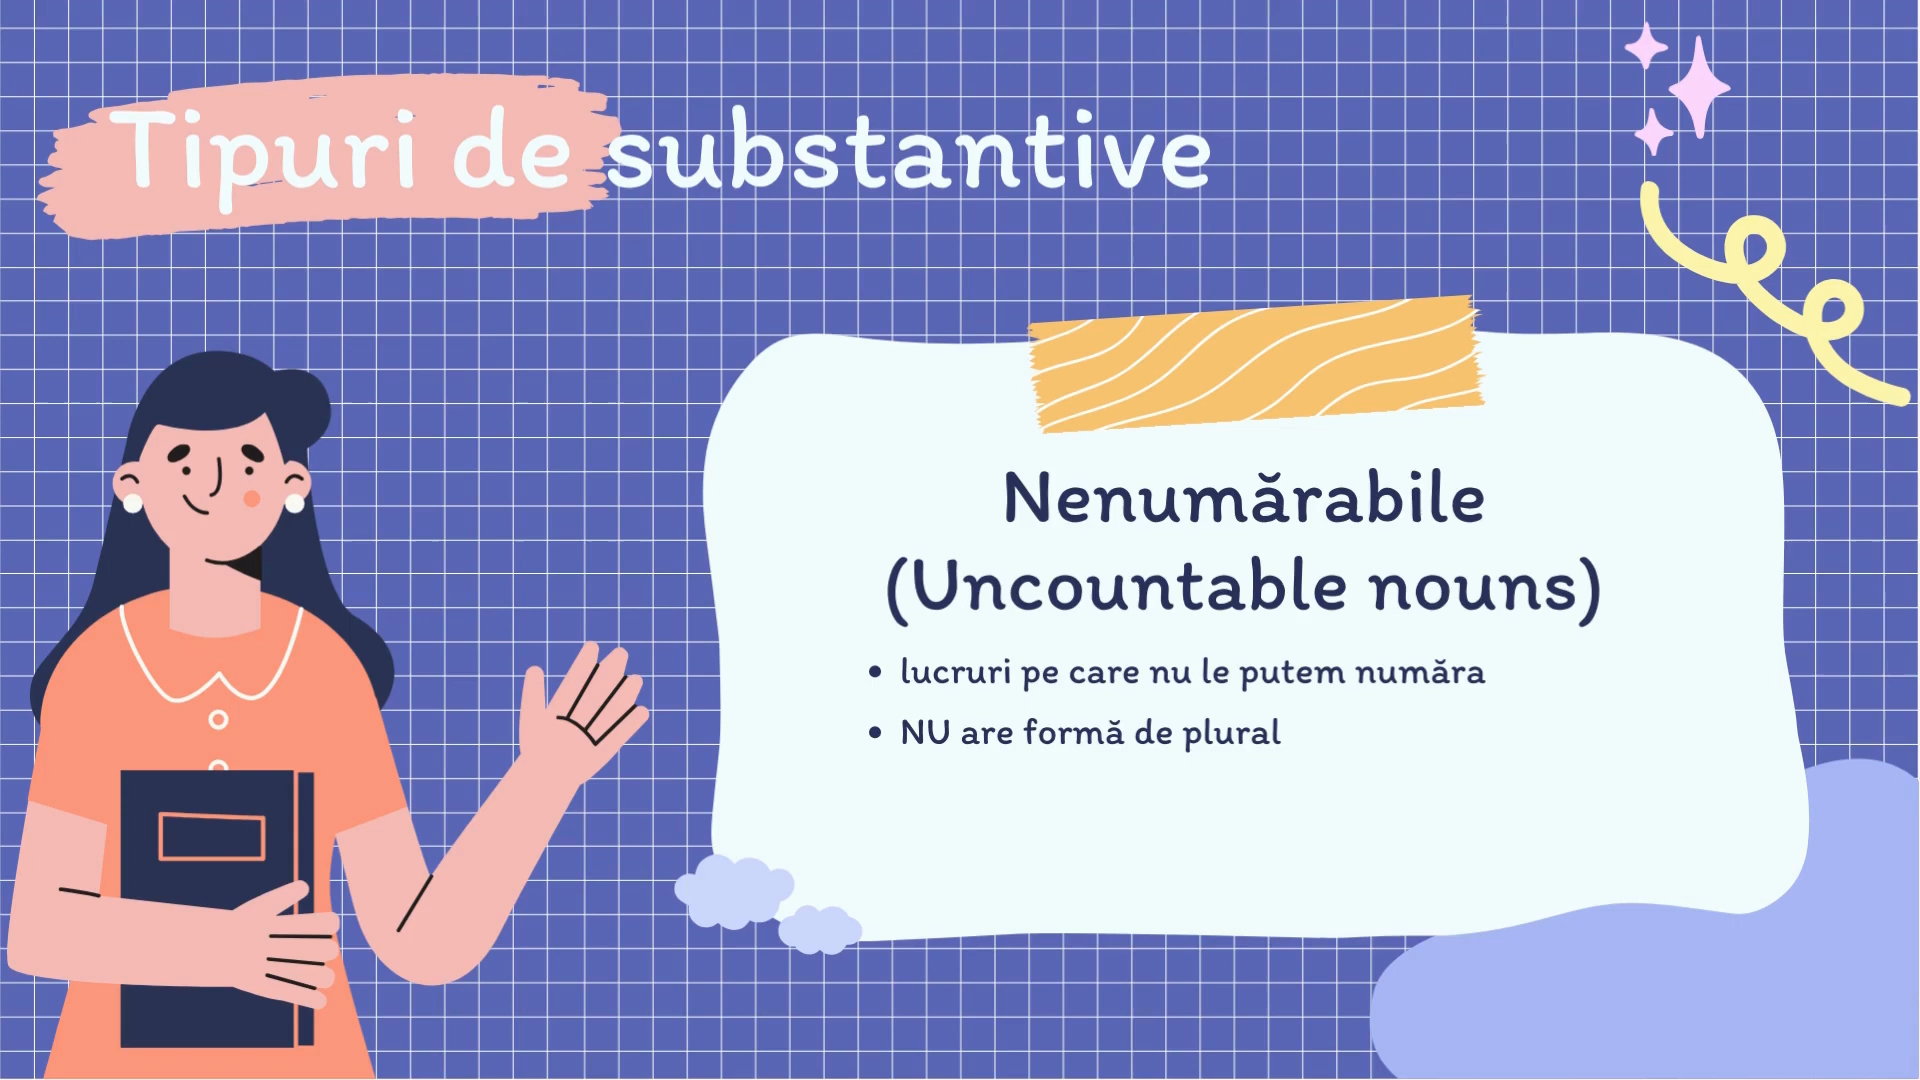 Tipuri de substantive
Nenumărabile
(Uncountable nouns)
• lucruri pe care nu le putem număra
• NU are formă de plural